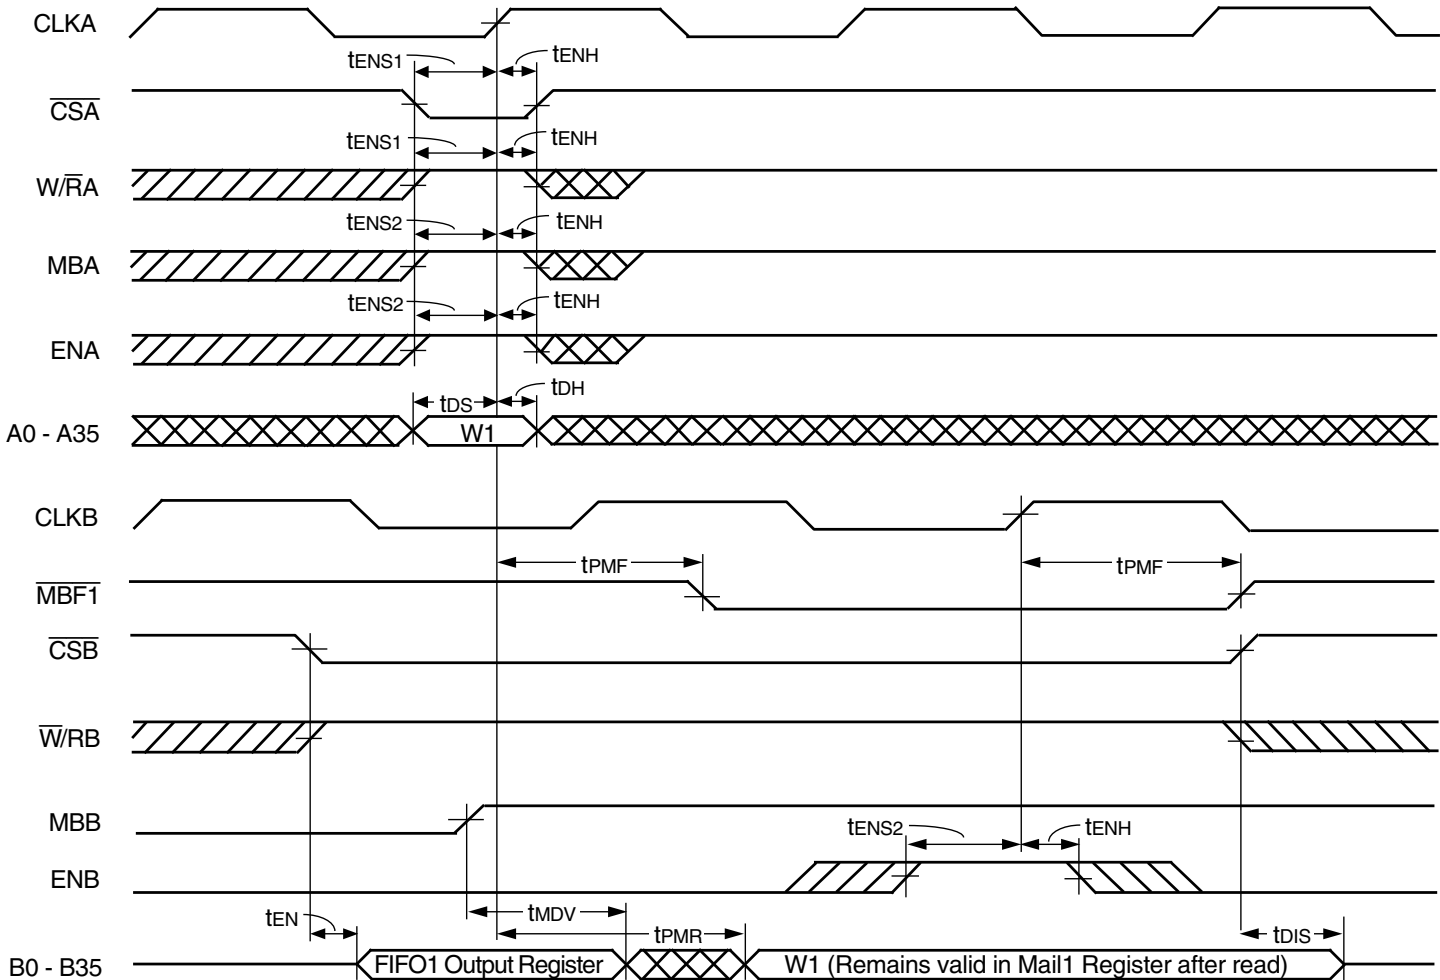 CLKA
tENS1 tENH
CSA
tENS1 tENH
W/RA
tENS2 tENH
MBA
tENS2 tENH
ENA
tDS tDH
A0 - A35 W1
CLKB
tPMF tPMF
MBF1
CSB
W/RB
MBB
tENS2 tENH
ENB
tEN tMDV
tPMR tDIS
B0 - B35 FIFO1 Output Register W1 (Remains valid in Mail1 Register after read)